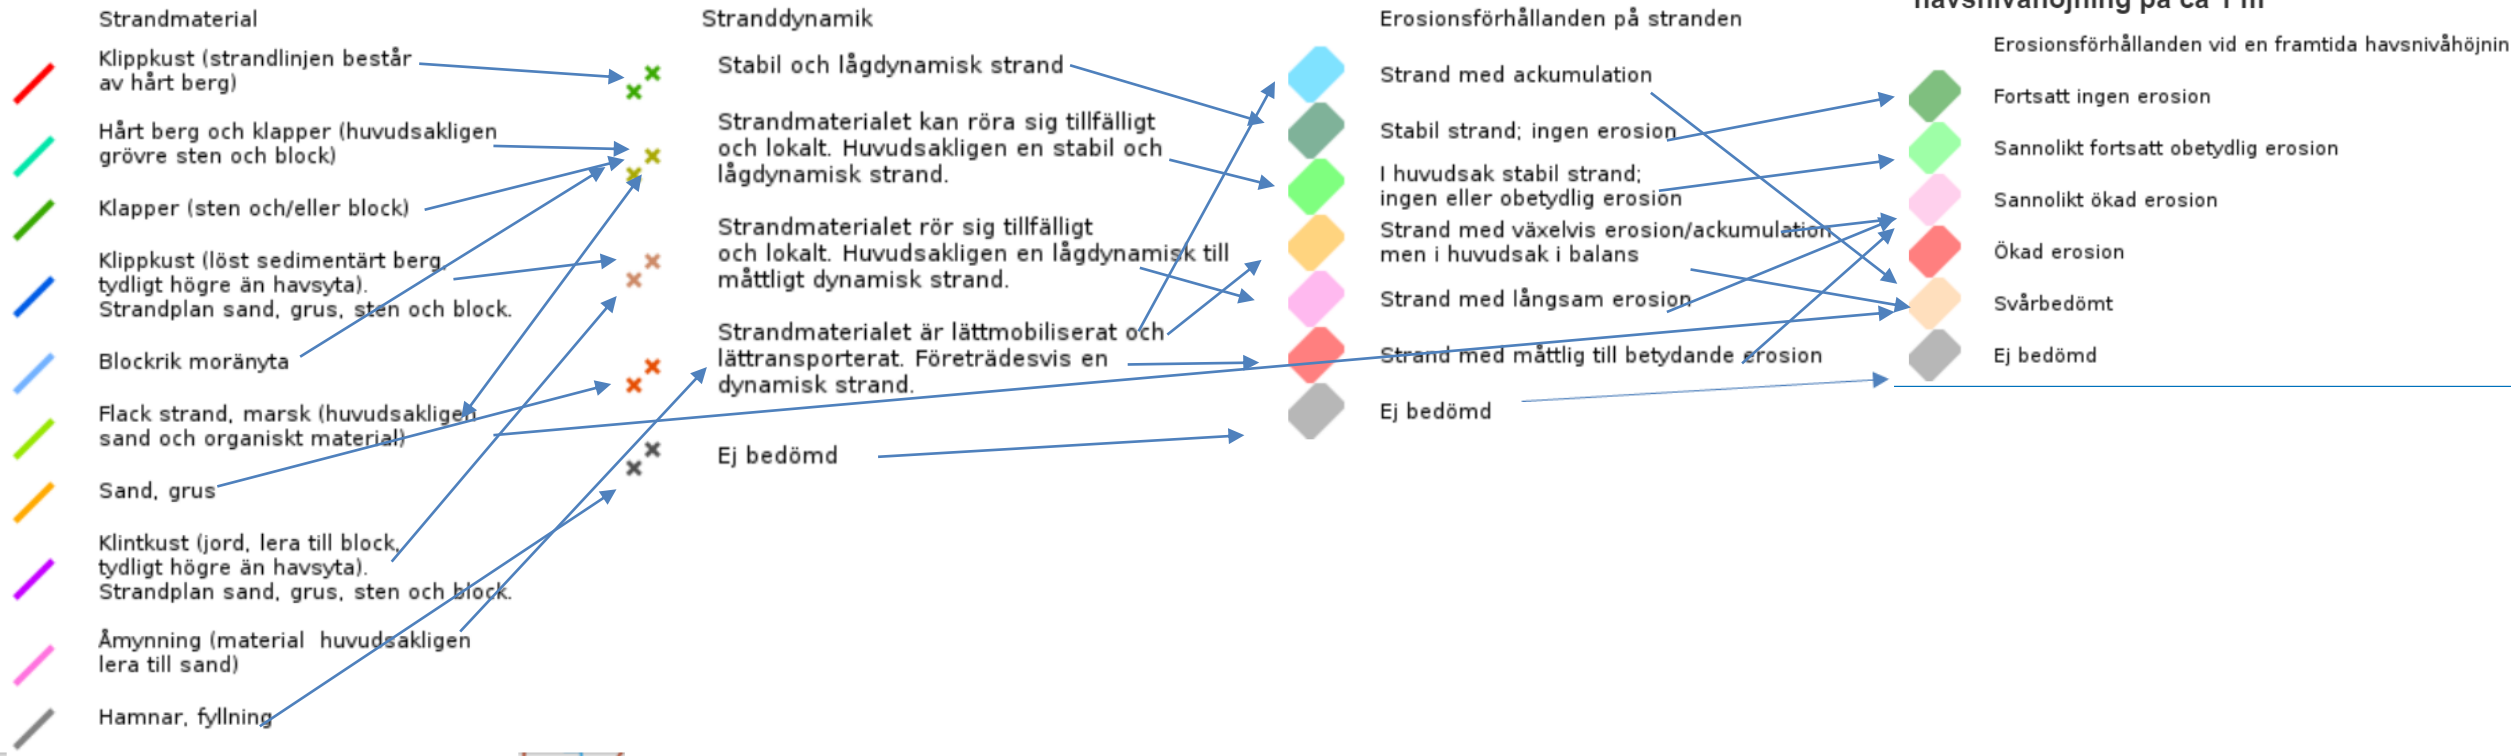 Strandmaterial
Klippkust (strandlinjen består
av hårt berg)
Hårt berg och klapper (huvudsakligen
grövre sten och block)
Klapper (sten och/eller block)
Klippkust (löst sedimentärt berg,
tydligt högre än havsyta).
Strandplan sand, grus, sten och block.
Blockrik moränyta
Flack strand, marsk (huvudsakligen
sand och organiskt material)
Sand, grus
Klintkust (jord, lera till block,
tydligt högre än havsyta).
Strandplan sand, grus, sten och block.
Åmynning (material huvudsakligen
lera till sand)
Hamnar, fyllning
Stranddynamik
Stabil och lågdynamisk strand
Strandmaterialet kan röra sig tillfälligt
och lokalt. Huvudsakligen en stabil och
lågdynamisk strand.
Strandmaterialet rör sig tillfälligt
och lokalt. Huvudsakligen en lågdynamisk till
måttligt dynamisk strand.
Strandmaterialet är lättmobiliserat och
lättransporterat. Företrädesvis en
dynamisk strand.
Ej bedömd
Erosionsförhållanden på stranden
Strand med ackumulation
Stabil strand; ingen erosion
I huvudsak stabil strand;
ingen eller obetydlig erosion
Strand med växelvis erosion/ackumulation
men i huvudsak i balans
Strand med långsam erosion
Strand med måttlig till betydande erosion
Ej bedömd
havsnivåhöjning på ca 1 m
Erosionsförhållanden vid en framtida havsnivåhöjnin
Fortsatt ingen erosion
Sannolikt fortsatt obetydlig erosion
Sannolikt ökad erosion
Ökad erosion
Svårbedömt
Ej bedömd